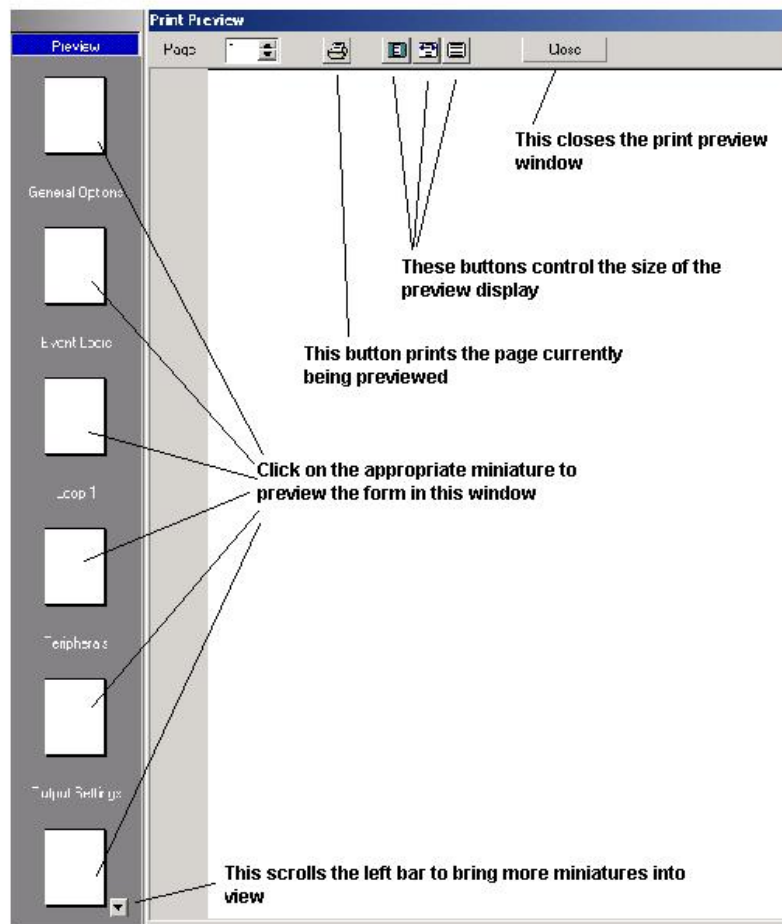 Print Preview
Preview
Page
Close
This closes the print preview
window
General Options
These buttons control the size of the
preview display
Event Logic
This button prints the page currently
being previewed
Click on the appropriate miniature to
preview the form in this window
Loop 1
Peripherals
Output Settings
This scrolls the left bar to bring more miniatures into
view